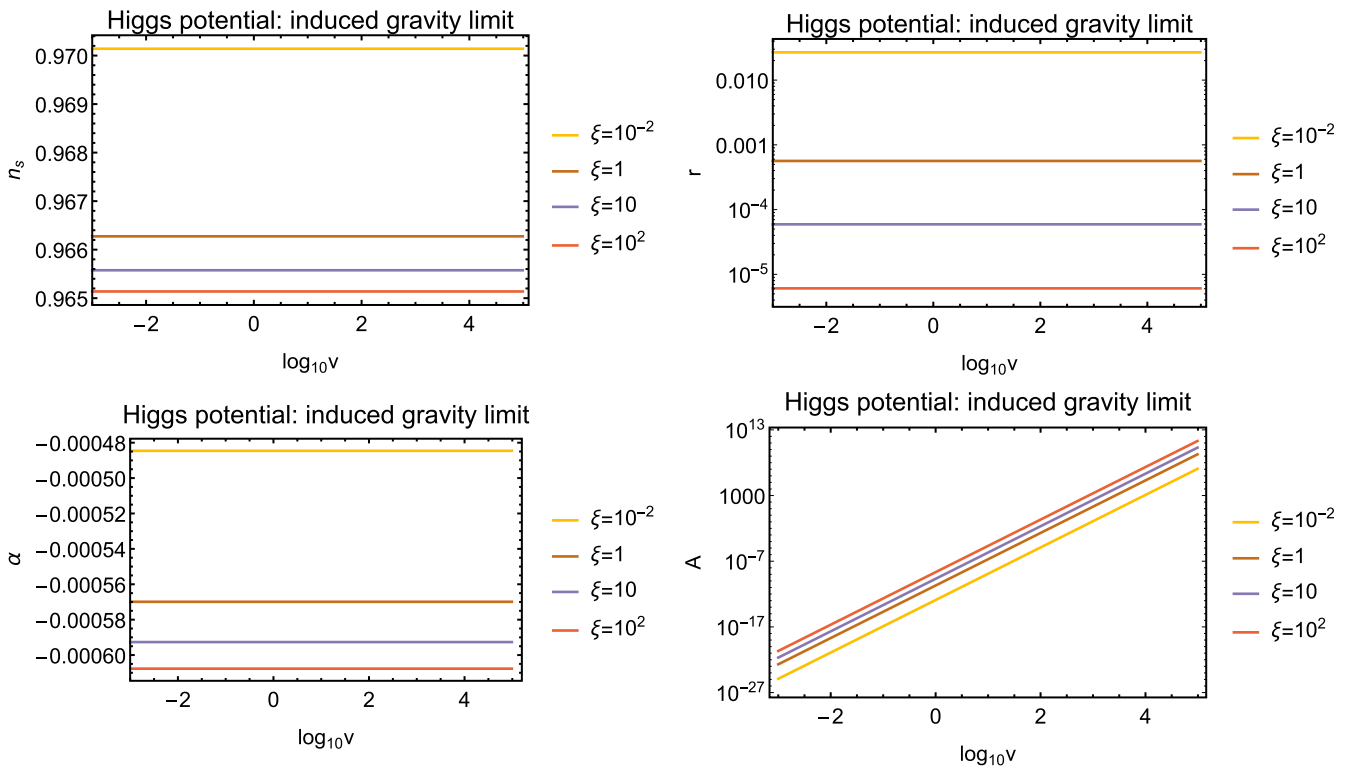 Higgs potential: induced gravity limit
0.970
0.969
0.968
0.967
0.966
0.965
n_s
−2 0 2 4
log₁₀v
ξ=10⁻²
ξ=1
ξ=10
ξ=10²
Higgs potential: induced gravity limit
0.010
0.001
10⁻⁴
10⁻⁵
r
−2 0 2 4
log₁₀v
ξ=10⁻²
ξ=1
ξ=10
ξ=10²
Higgs potential: induced gravity limit
−0.00048
−0.00050
−0.00052
−0.00054
−0.00056
−0.00058
−0.00060
α
−2 0 2 4
log₁₀v
ξ=10⁻²
ξ=1
ξ=10
ξ=10²
Higgs potential: induced gravity limit
10¹³
1000
10⁻⁷
10⁻¹⁷
10⁻²⁷
A
−2 0 2 4
log₁₀v
ξ=10⁻²
ξ=1
ξ=10
ξ=10²